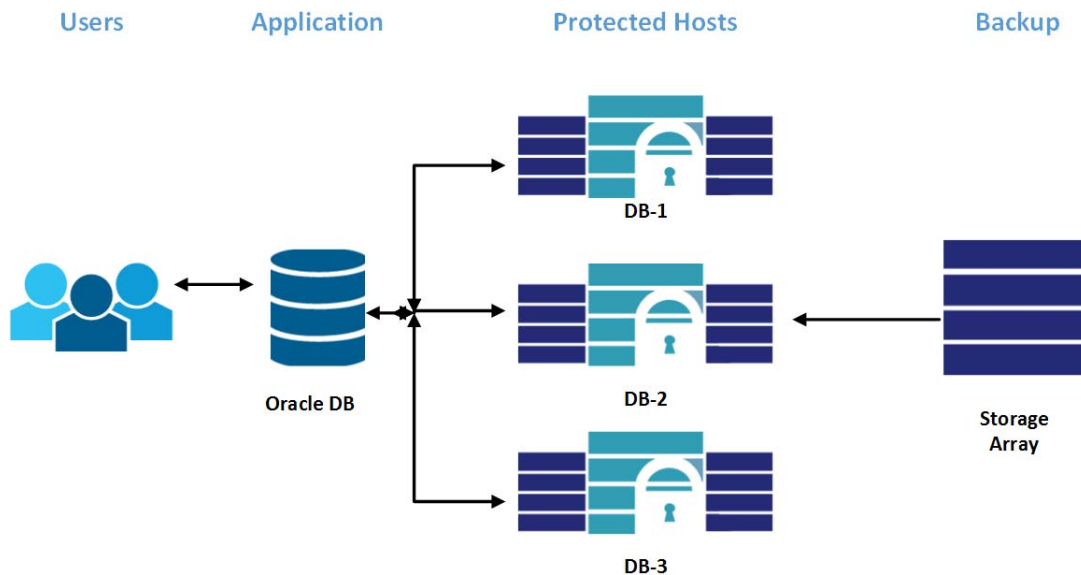 Users
Application
Protected Hosts
Backup
DB-1
Oracle DB
DB-2
Storage
Array
DB-3